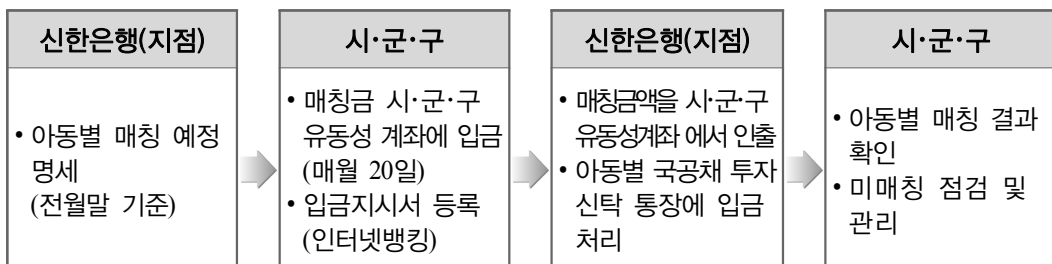 신한은행(지점)
• 아동별 매칭 예정
명세
(전월말 기준)
시·군·구
• 매칭금 시·군·구
유동성 계좌에 입금
(매월 20일)
• 입금지시서 등록
(인터넷뱅킹)
신한은행(지점)
• 매칭금액을 시·군·구
유동성계좌 에서 인출
• 아동별 국공채 투자
신탁 통장에 입금
처리
시·군·구
• 아동별 매칭 결과
확인
• 미매칭 점검 및
관리